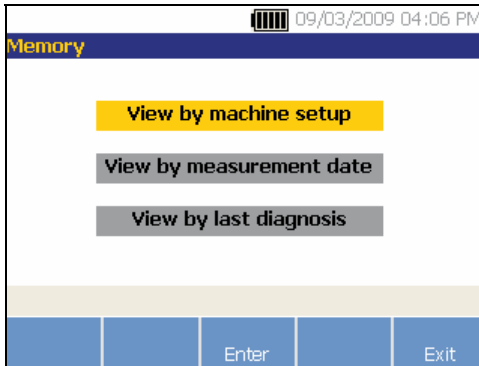 09/03/2009 04:06 PM
Memory
View by machine setup
View by measurement date
View by last diagnosis
Enter Exit